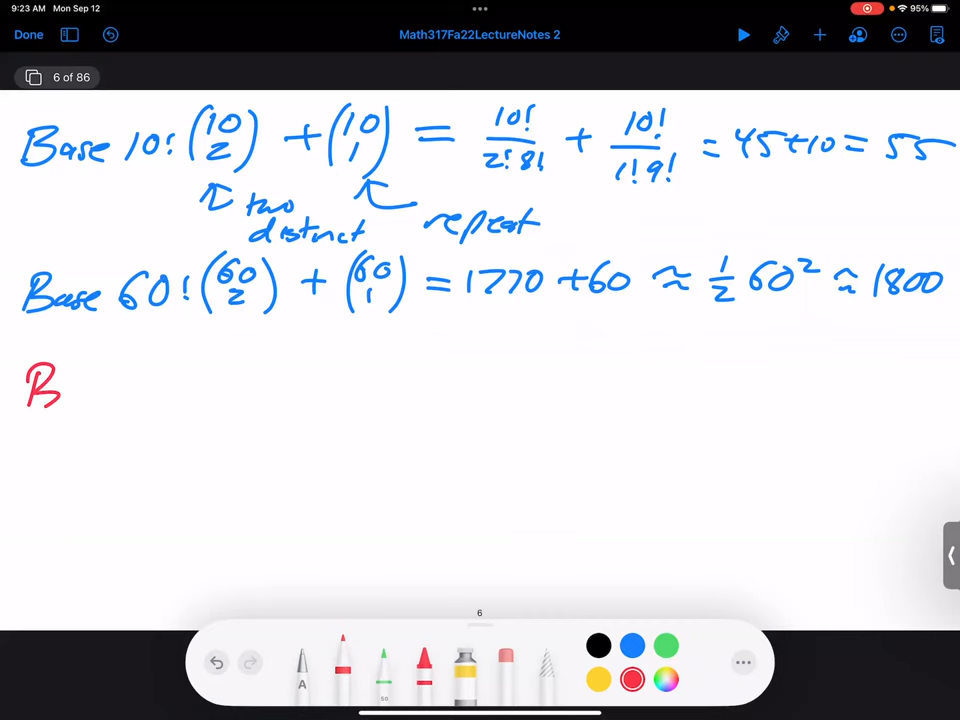 9:23 AM Mon Sep 12
95%
Done
Math317Fa22LectureNotes 2
6 of 86
Base 10: (10 2) + (10 1) = 10!/2!8! + 10!/1!9! = 45+10 = 55
two distinct repeat
Base 60: (60 2) + (60 1) = 1770 + 60 ≈ 1/2 60² ≈ 1800
B
6
A
50